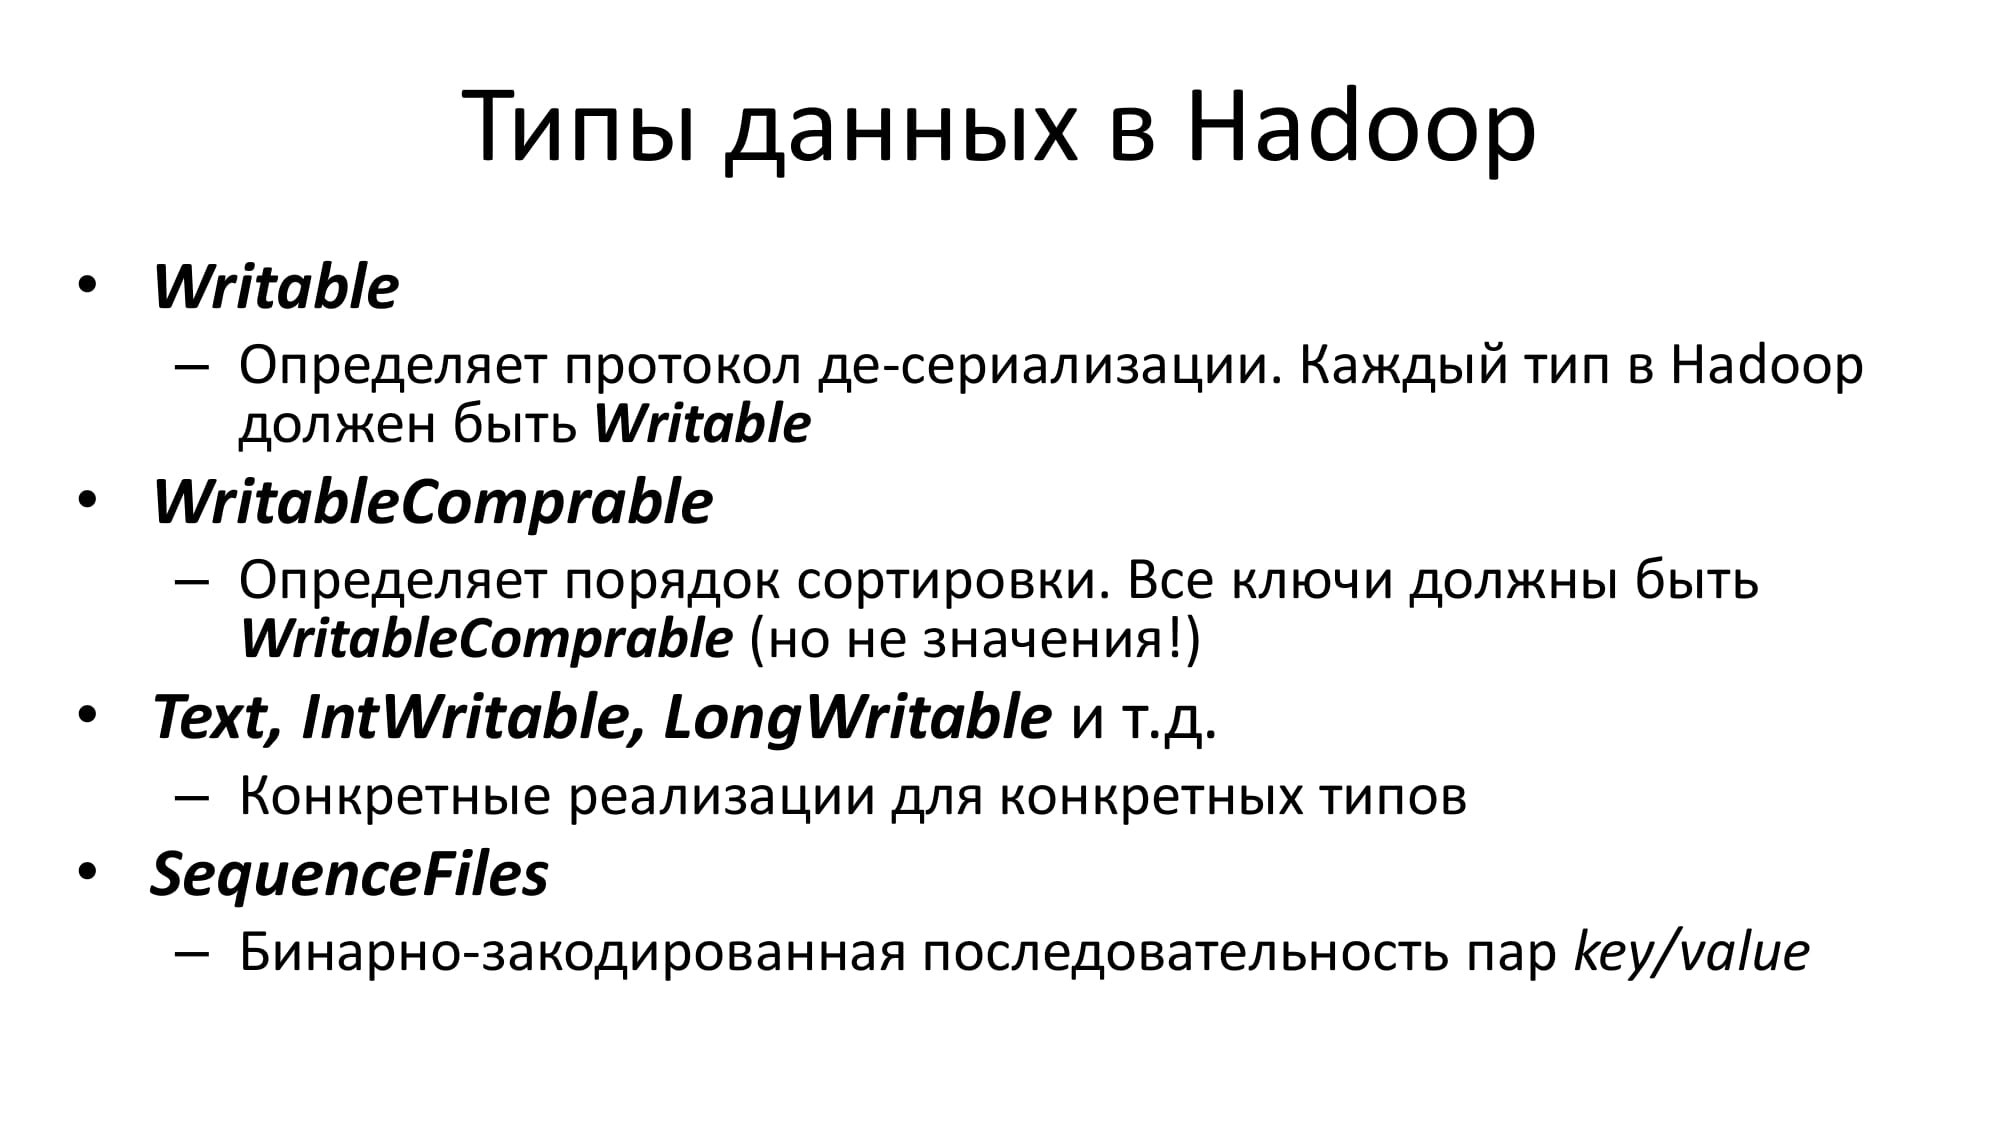 Типы данных в Hadoop
• Writable
– Определяет протокол де-сериализации. Каждый тип в Hadoop
должен быть Writable
• WritableComprable
– Определяет порядок сортировки. Все ключи должны быть
WritableComprable (но не значения!)
• Text, IntWritable, LongWritable и т.д.
– Конкретные реализации для конкретных типов
• SequenceFiles
– Бинарно-закодированная последовательность пар key/value